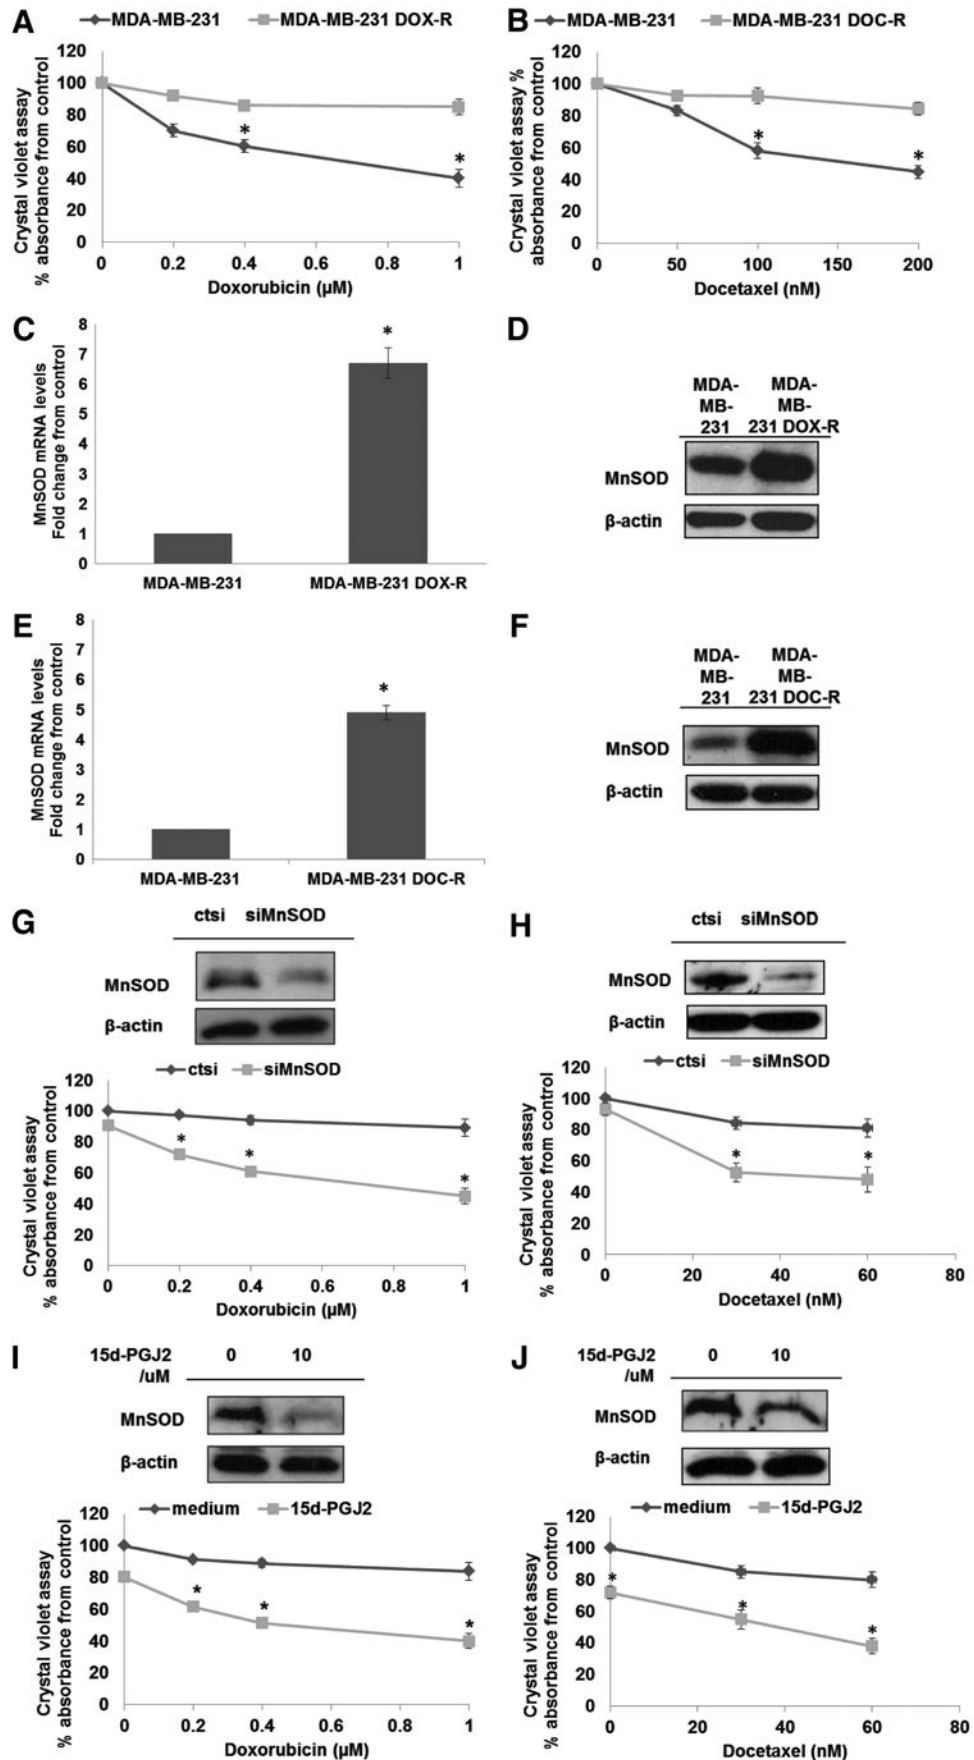 A
MDA-MB-231 MDA-MB-231 DOX-R
Crystal violet assay
% absorbance from control
120
100
80
60
40
20
0
*
*
0 0.2 0.4 0.6 0.8 1
Doxorubicin (µM)
B
MDA-MB-231 MDA-MB-231 DOC-R
Crystal violet assay %
absorbance from control
120
100
80
60
40
20
0
*
*
0 50 100 150 200
Docetaxel (nM)
C
MnSOD mRNA levels
Fold change from control
8
7
6
5
4
3
2
1
0
*
MDA-MB-231 MDA-MB-231 DOX-R
D
MDA- MDA-
MB- MB-
231 231 DOX-R
MnSOD
β-actin
E
MnSOD mRNA levels
Fold change from control
8
7
6
5
4
3
2
1
0
*
MDA-MB-231 MDA-MB-231 DOC-R
F
MDA- MDA-
MB- MB-
231 231 DOC-R
MnSOD
β-actin
G
ctsi siMnSOD
MnSOD
β-actin
ctsi siMnSOD
Crystal violet assay
% absorbance from control
120
100
80
60
40
20
0
*
*
*
0 0.2 0.4 0.6 0.8 1
Doxorubicin (µM)
H
ctsi siMnSOD
MnSOD
β-actin
ctsi siMnSOD
Crystal violet assay
% absorbance from control
120
100
80
60
40
20
0
*
*
0 20 40 60 80
Docetaxel (nM)
I
15d-PGJ2 0 10
/uM
MnSOD
β-actin
medium 15d-PGJ2
Crystal violet assay
% absorbance from control
120
100
80
60
40
20
0
*
*
*
0 0.2 0.4 0.6 0.8 1
Doxorubicin (µM)
J
15d-PGJ2 0 10
/uM
MnSOD
β-actin
medium 15d-PGJ2
Crystal violet assay
% absorbance from control
120
100
80
60
40
20
0
*
*
*
0 20 40 60 80
Docetaxel (nM)